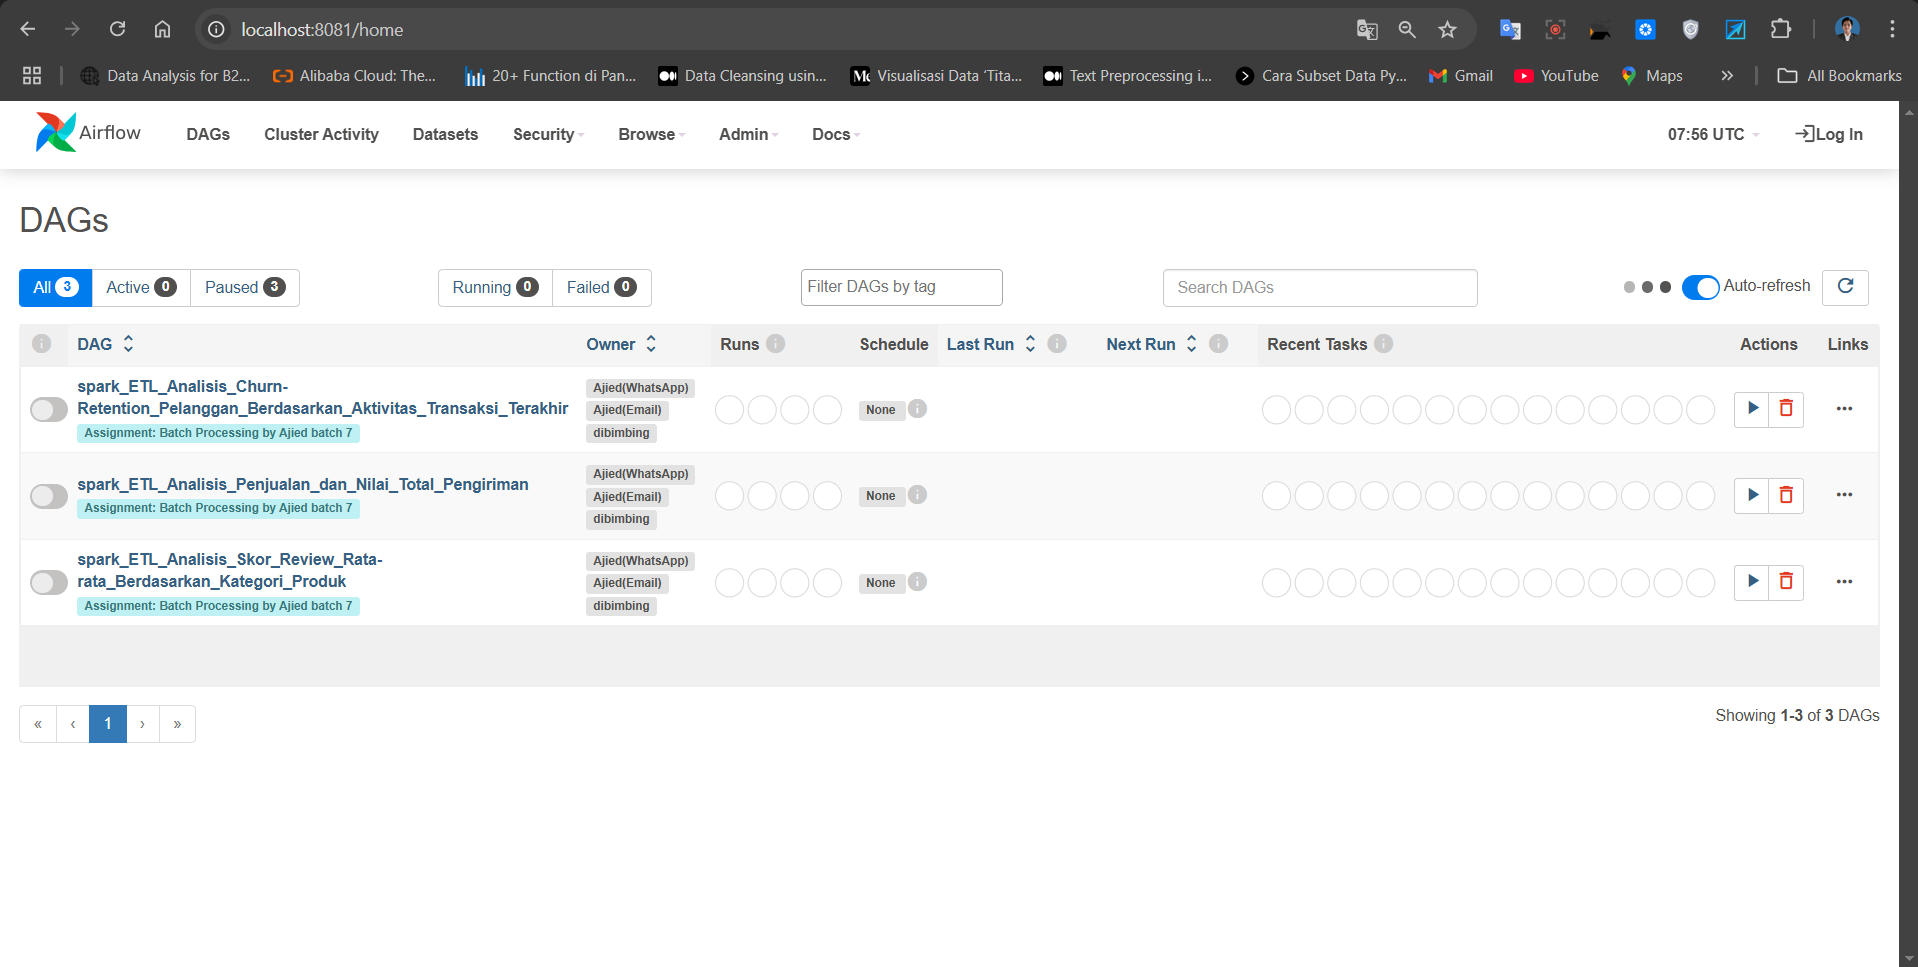 localhost:8081/home
Data Analysis for B2...
Alibaba Cloud: The...
20+ Function di Pan...
Data Cleansing usin...
Visualisasi Data 'Tita...
Text Preprocessing i...
Cara Subset Data Py...
Gmail
YouTube
Maps
All Bookmarks
Airflow
DAGs
Cluster Activity
Datasets
Security
Browse
Admin
Docs
07:56 UTC
Log In
DAGs
All 3
Active 0
Paused 3
Running 0
Failed 0
Filter DAGs by tag
Search DAGs
Auto-refresh
DAG
Owner
Runs
Schedule
Last Run
Next Run
Recent Tasks
Actions
Links
spark_ETL_Analisis_Churn-
Retention_Pelanggan_Berdasarkan_Aktivitas_Transaksi_Terakhir
Assignment: Batch Processing by Ajied batch 7
Ajied(WhatsApp)
Ajied(Email)
dibimbing
None
spark_ETL_Analisis_Penjualan_dan_Nilai_Total_Pengiriman
Assignment: Batch Processing by Ajied batch 7
Ajied(WhatsApp)
Ajied(Email)
dibimbing
None
spark_ETL_Analisis_Skor_Review_Rata-
rata_Berdasarkan_Kategori_Produk
Assignment: Batch Processing by Ajied batch 7
Ajied(WhatsApp)
Ajied(Email)
dibimbing
None
« ‹ 1 › »
Showing 1-3 of 3 DAGs